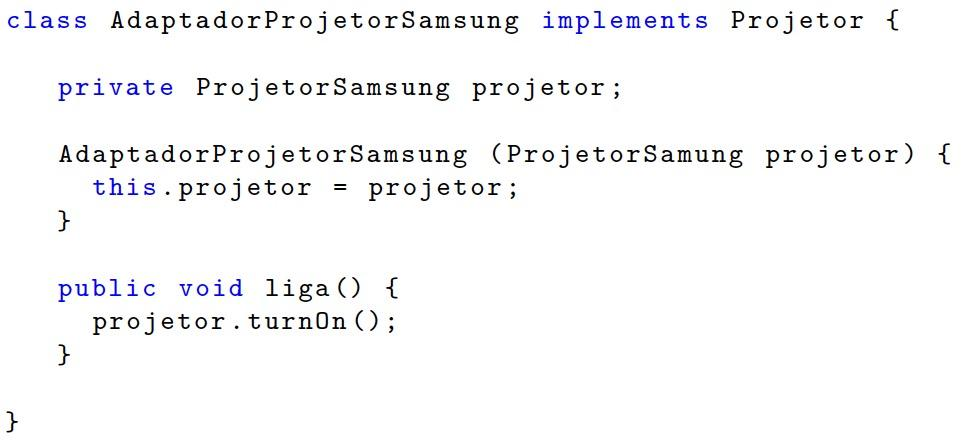 class AdaptadorProjetorSamsung implements Projetor {
private ProjetorSamsung projetor;
AdaptadorProjetorSamsung (ProjetorSamung projetor) {
this.projetor = projetor;
}
public void liga() {
projetor.turnOn();
}
}